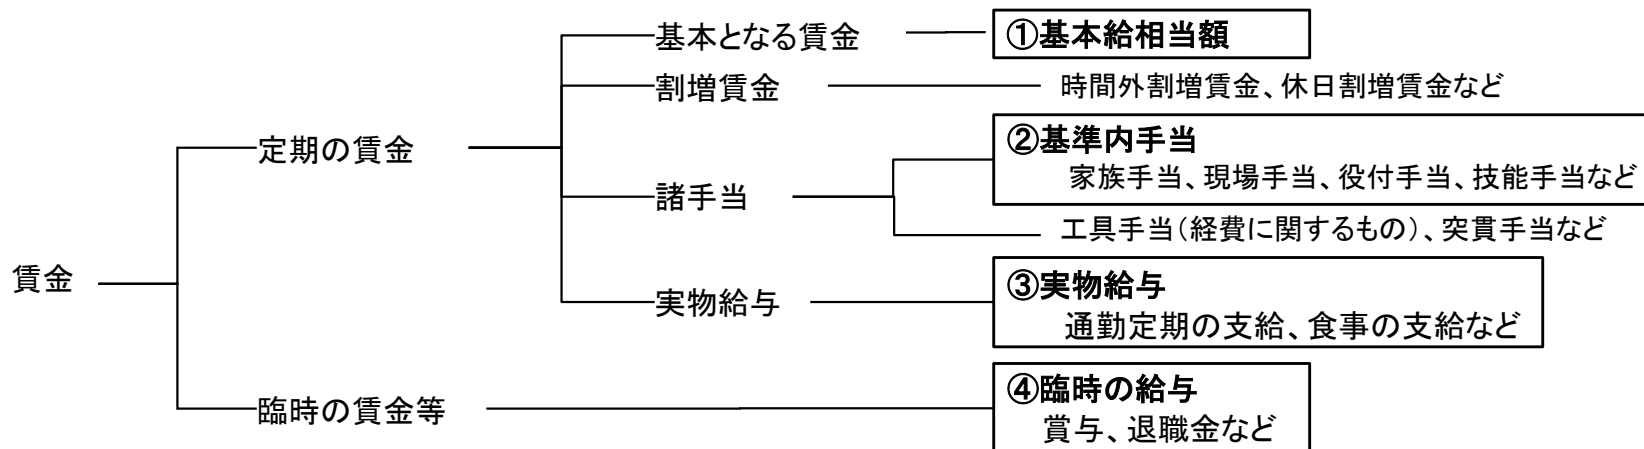 賃金
定期の賃金
基本となる賃金
①基本給相当額
割増賃金
時間外割増賃金、休日割増賃金など
諸手当
②基準内手当
家族手当、現場手当、役付手当、技能手当など
工具手当(経費に関するもの)、突貫手当など
実物給与
③実物給与
通勤定期の支給、食事の支給など
臨時の賃金等
④臨時の給与
賞与、退職金など